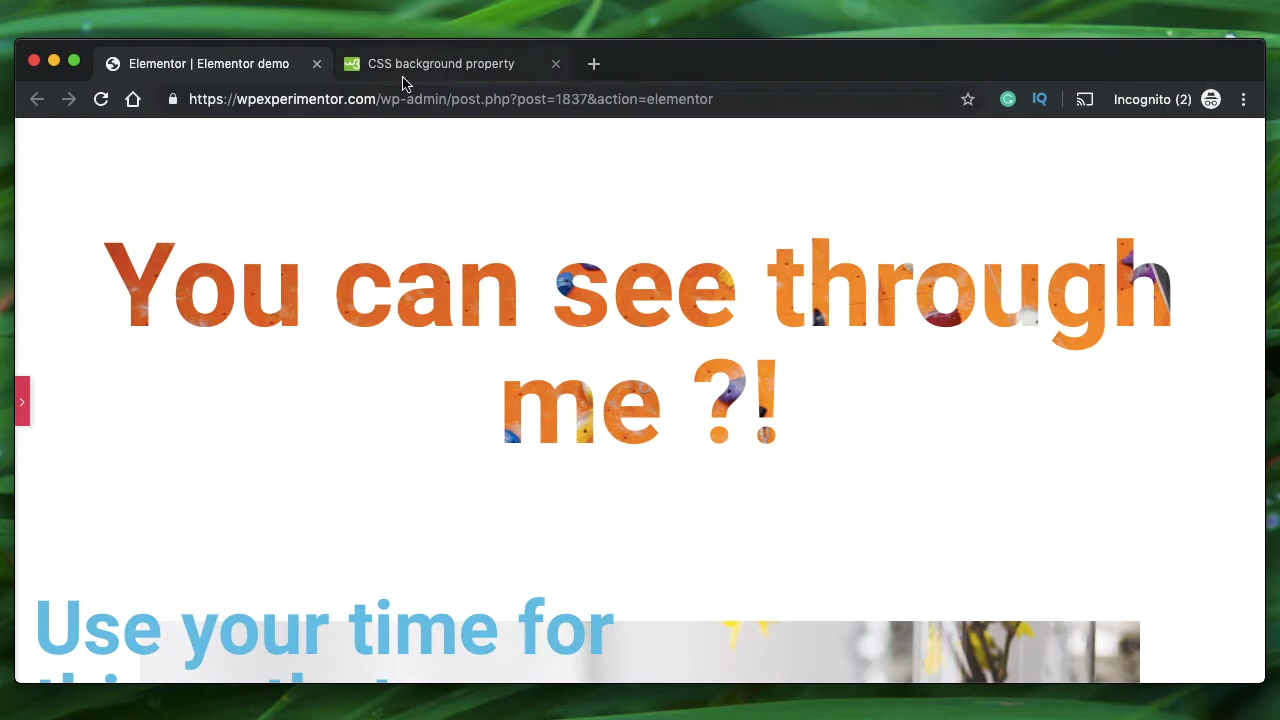 Elementor | Elementor demo
CSS background property
https://wpexperimentor.com/wp-admin/post.php?post=1837&action=elementor
IQ
Incognito (2)
You can see through
me ?!
Use your time for